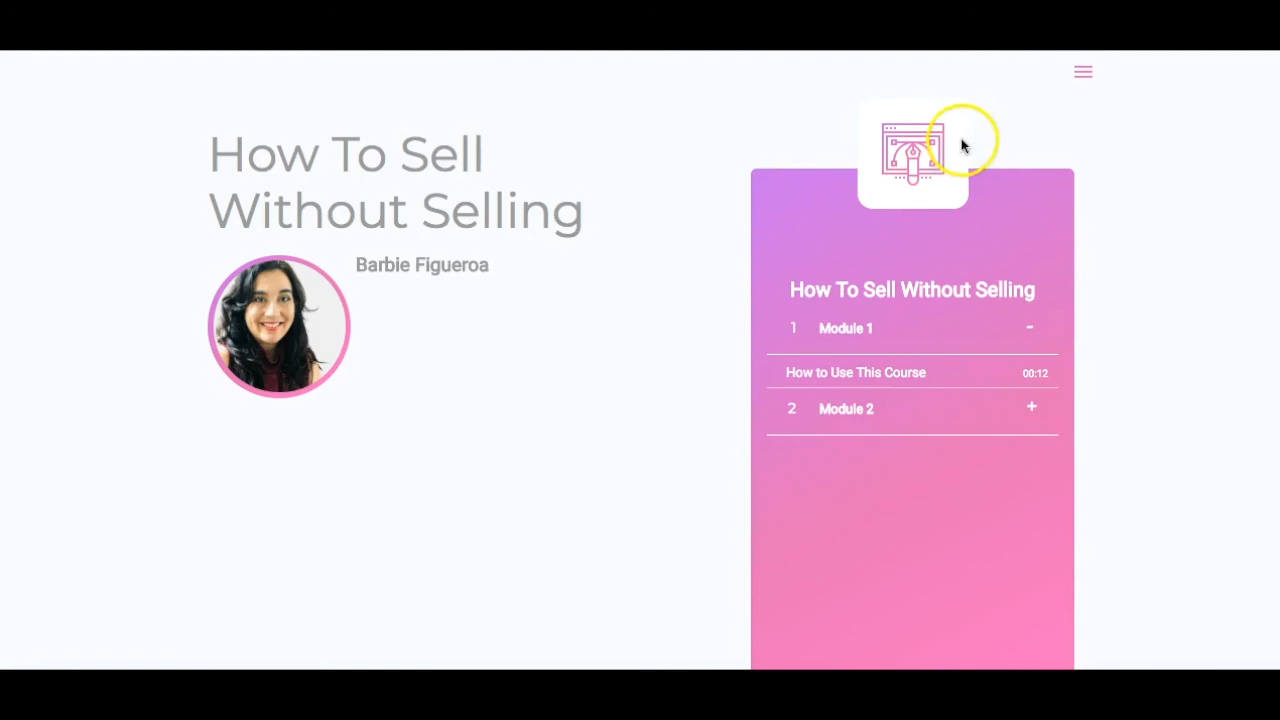 How To Sell
Without Selling
Barbie Figueroa
How To Sell Without Selling
1 Module 1 -
How to Use This Course 00:12
2 Module 2 +